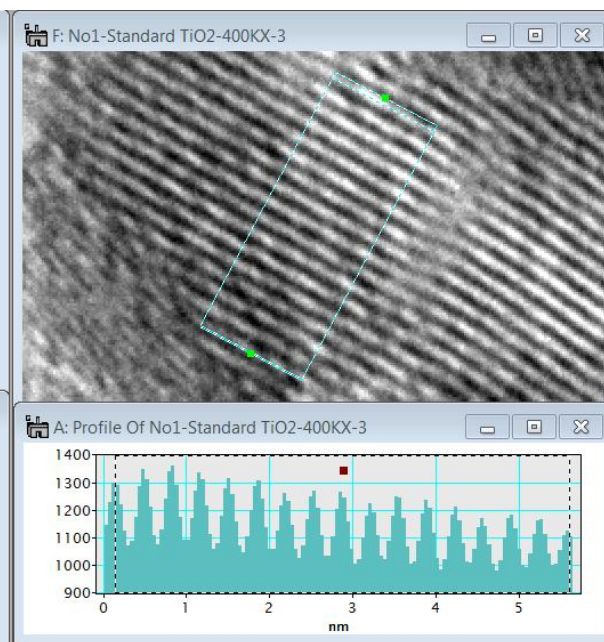 F: No1-Standard TiO2-400KX-3
A: Profile Of No1-Standard TiO2-400KX-3
1400
1300
1200
1100
1000
900
0 1 2 3 4 5
nm